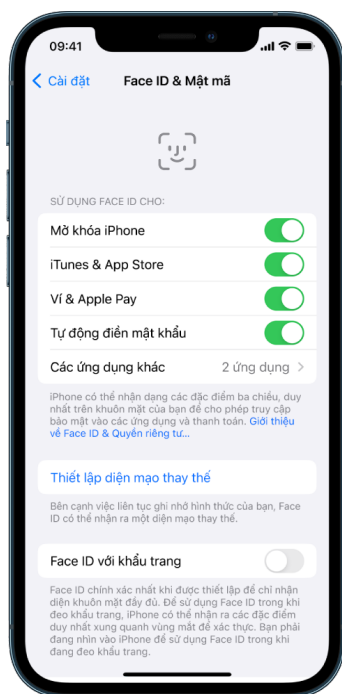 09:41
Cài đặt
Face ID & Mật mã
SỬ DỤNG FACE ID CHO:
Mở khóa iPhone
iTunes & App Store
Ví & Apple Pay
Tự động điền mật khẩu
Các ứng dụng khác 2 ứng dụng
iPhone có thể nhận dạng các đặc điểm ba chiều, duy
nhất trên khuôn mặt của bạn để cho phép truy cập
bảo mật vào các ứng dụng và thanh toán. Giới thiệu
về Face ID & Quyền riêng tư...
Thiết lập diện mạo thay thế
Bên cạnh việc liên tục ghi nhớ hình thức của bạn, Face
ID có thể nhận ra một diện mạo thay thế.
Face ID với khẩu trang
Face ID chính xác nhất khi được thiết lập để chỉ nhận
diện khuôn mặt đầy đủ. Để sử dụng Face ID trong khi
đeo khẩu trang, iPhone có thể nhận ra các đặc điểm
duy nhất xung quanh vùng mắt để xác thực. Bạn phải
đang nhìn vào iPhone để sử dụng Face ID trong khi
đang đeo khẩu trang.